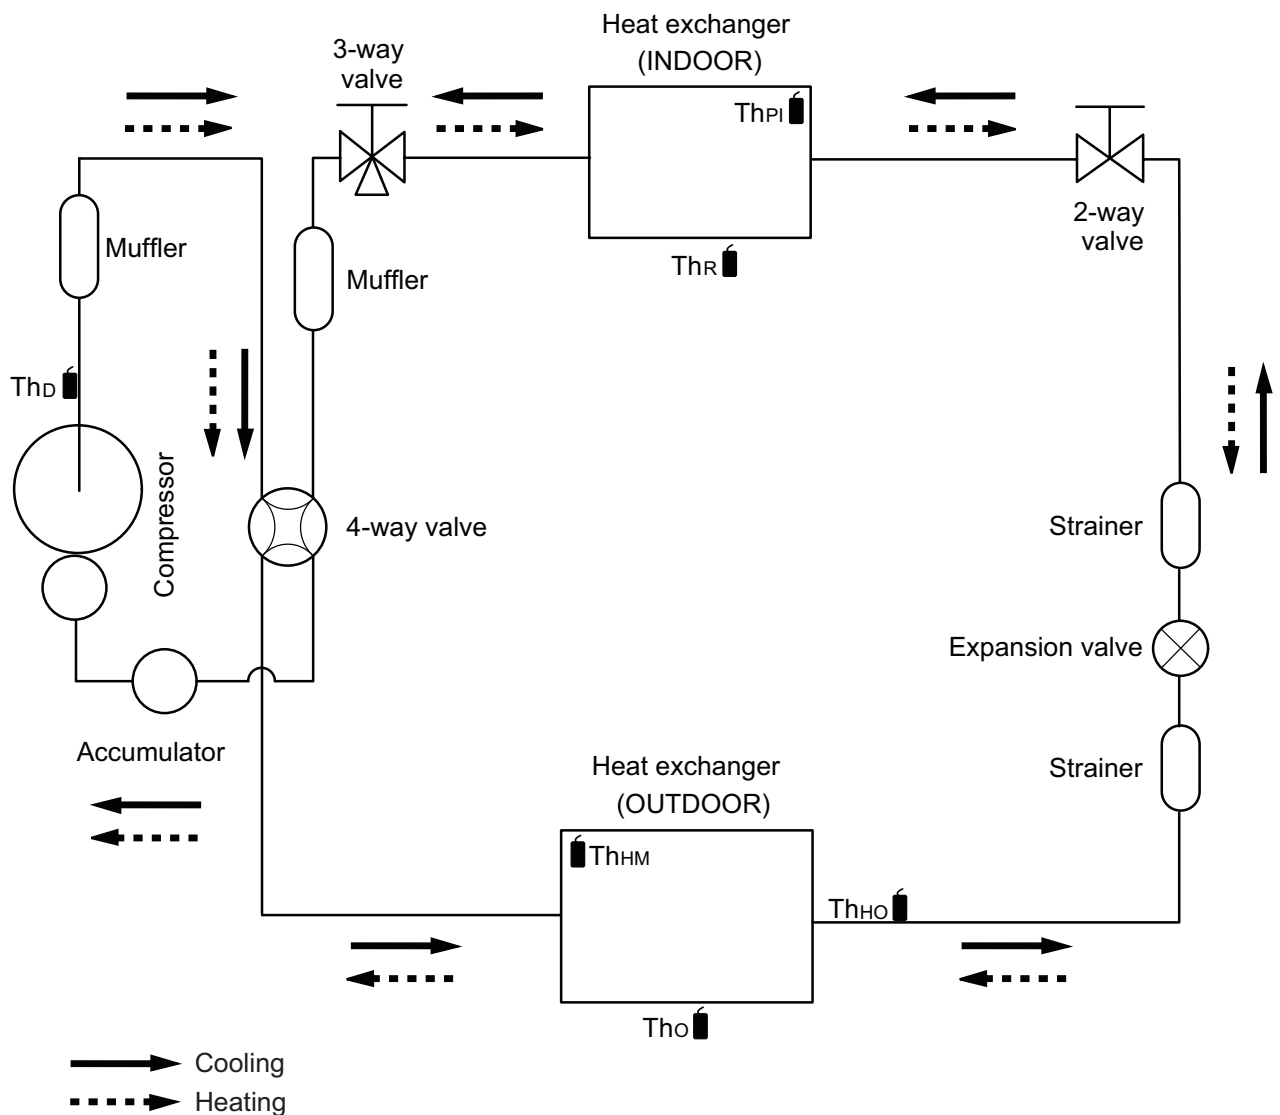 Heat exchanger
(INDOOR)
3-way
valve
ThPI
2-way
valve
Muffler
Muffler
ThR
ThD
Compressor
4-way valve
Strainer
Expansion valve
Accumulator
Strainer
Heat exchanger
(OUTDOOR)
ThHM
ThHO
ThO
Cooling
Heating